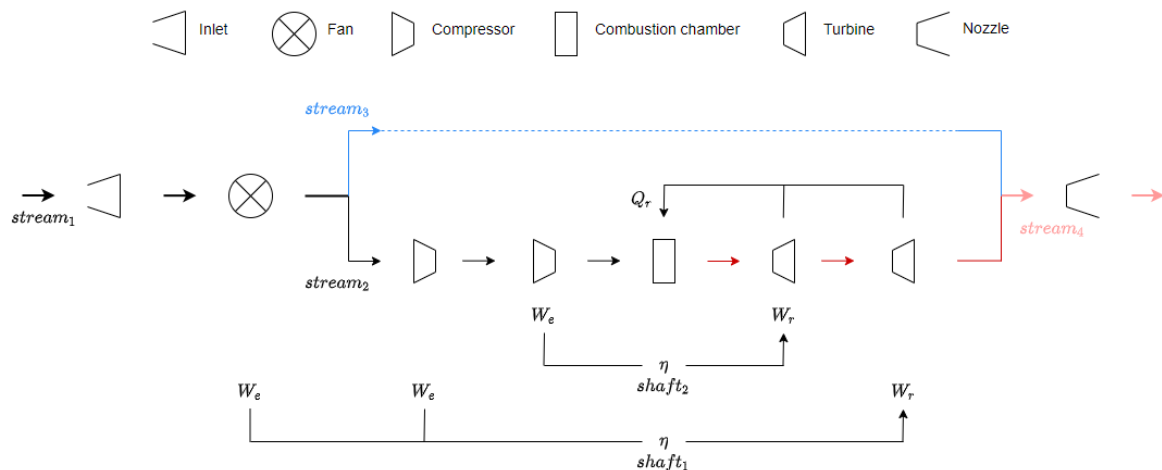 Inlet
Fan
Compressor
Combustion chamber
Turbine
Nozzle
stream₃
stream₁
Q_r
stream₄
stream₂
W_e
W_r
η
shaft₂
W_e
W_e
W_r
η
shaft₁